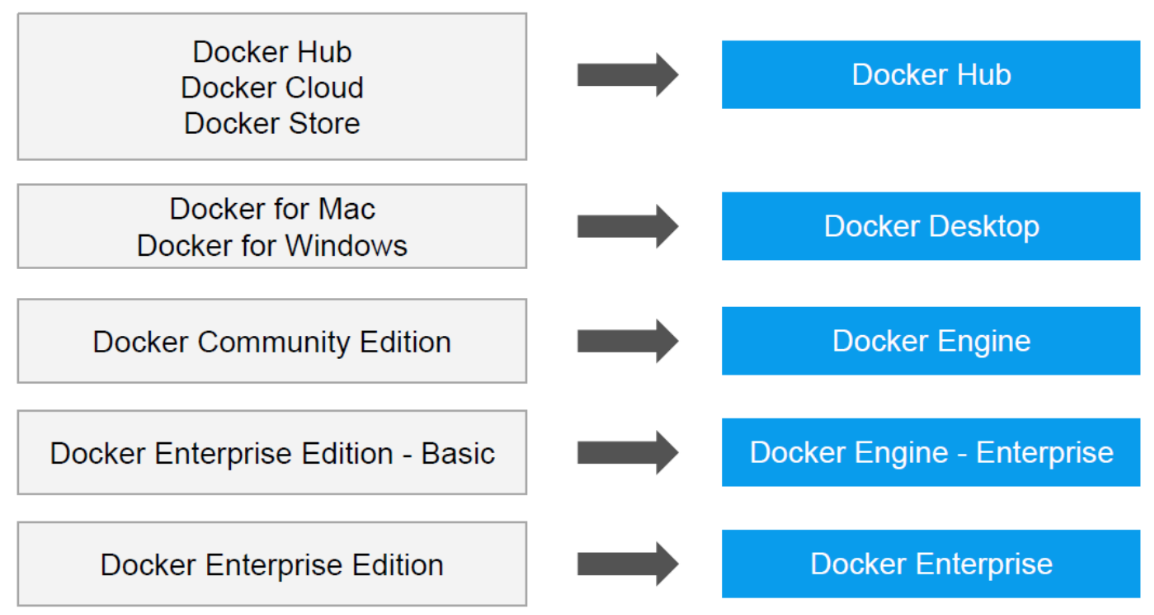 Docker Hub
Docker Cloud
Docker Store
Docker Hub
Docker for Mac
Docker for Windows
Docker Desktop
Docker Community Edition
Docker Engine
Docker Enterprise Edition - Basic
Docker Engine - Enterprise
Docker Enterprise Edition
Docker Enterprise